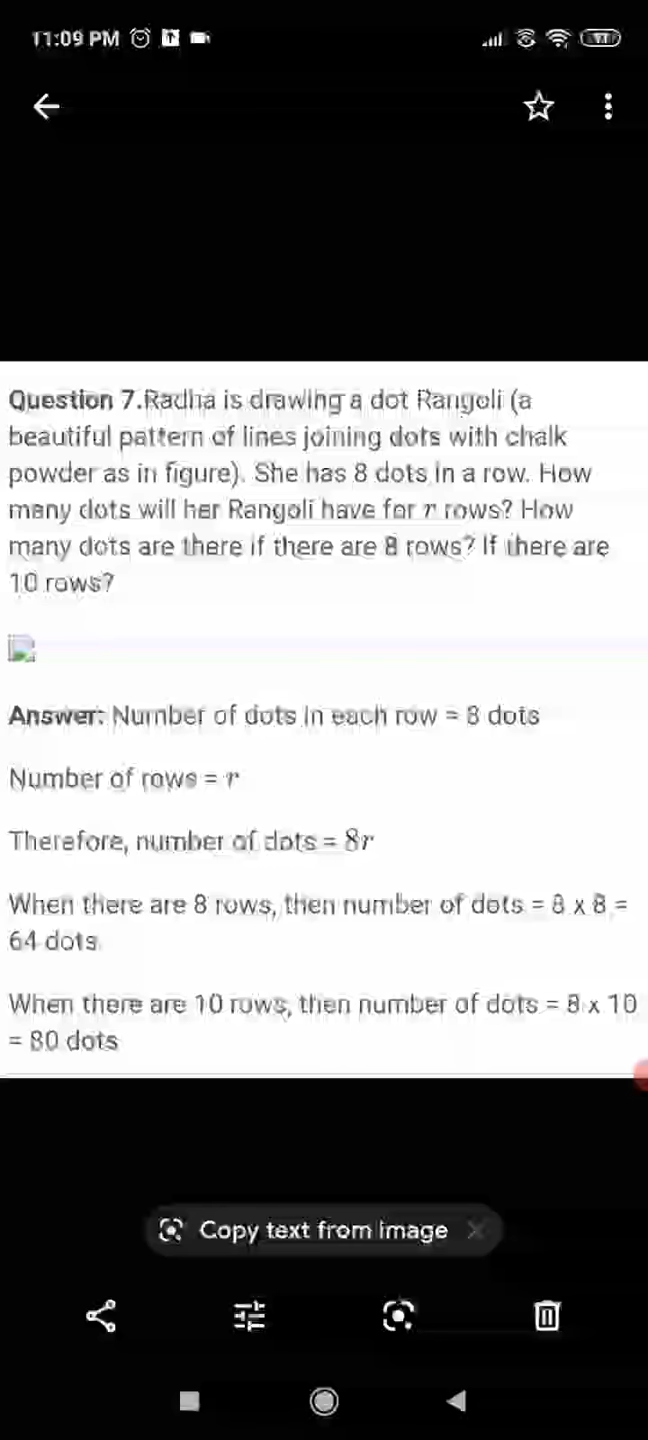 11:09 PM
Question 7.Radha is drawing a dot Rangoli (a
beautiful pattern of lines joining dots with chalk
powder as in figure). She has 8 dots in a row. How
many dots will her Rangoli have for r rows? How
many dots are there if there are 8 rows? If there are
10 rows?
Answer: Number of dots in each row = 8 dots
Number of rows = r
Therefore, number of dots = 8r
When there are 8 rows, then number of dots = 8 x 8 =
64 dots
When there are 10 rows, then number of dots = 8 x 10
= 80 dots
Copy text from image